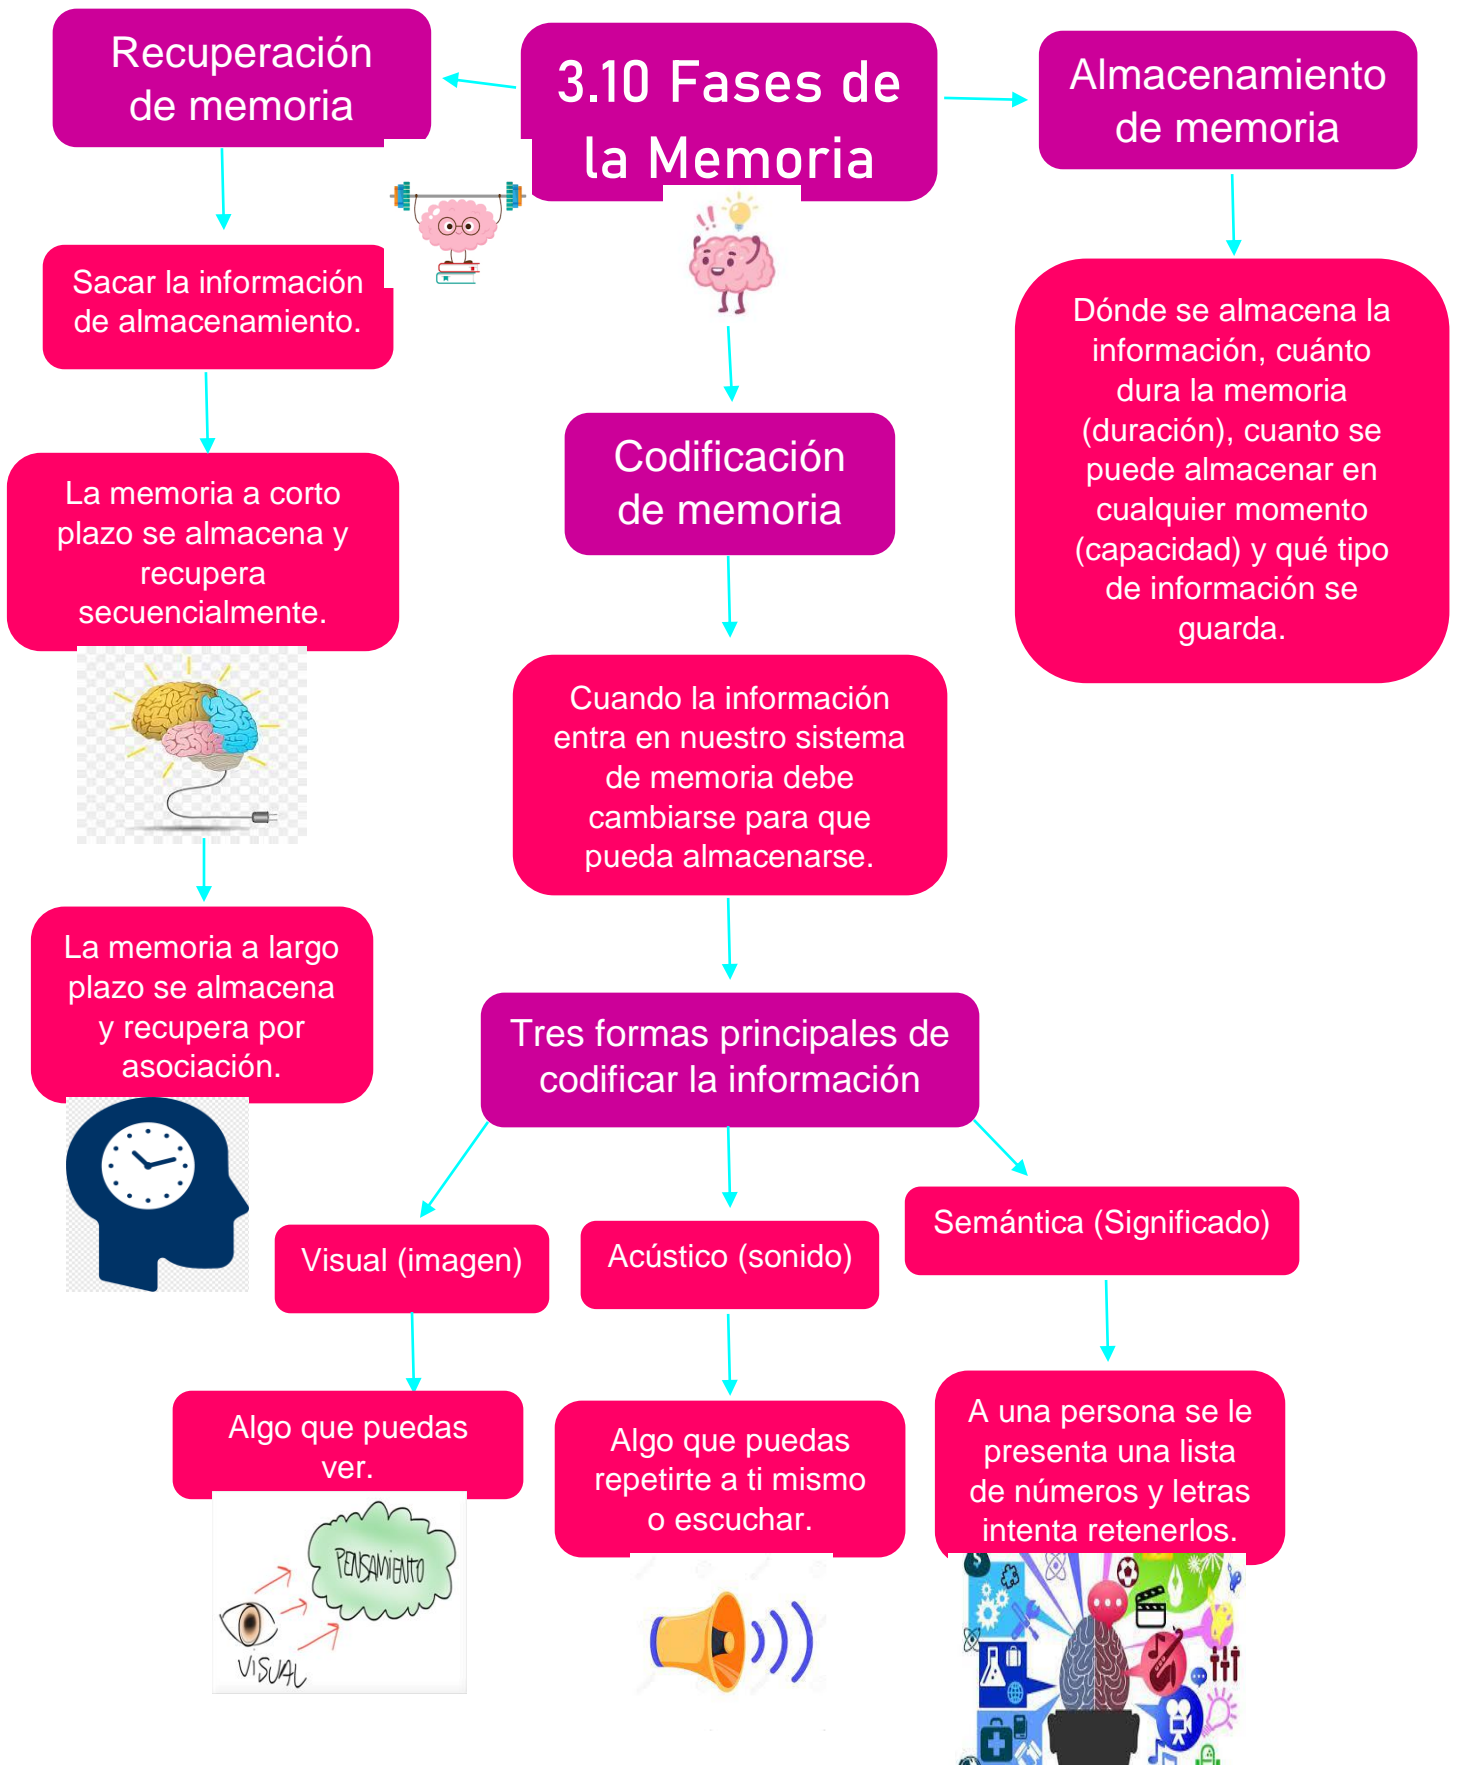 3.10 Fases de
la Memoria
Recuperación
de memoria
Sacar la información
de almacenamiento.
La memoria a corto
plazo se almacena y
recupera
secuencialmente.
La memoria a largo
plazo se almacena
y recupera por
asociación.
Codificación
de memoria
Cuando la información
entra en nuestro sistema
de memoria debe
cambiarse para que
pueda almacenarse.
Tres formas principales de
codificar la información
Visual (imagen)
Algo que puedas
ver.
PENSAMIENTO
VISUAL
Acústico (sonido)
Algo que puedas
repetirte a ti mismo
o escuchar.
Semántica (Significado)
A una persona se le
presenta una lista
de números y letras
intenta retenerlos.
Almacenamiento
de memoria
Dónde se almacena la
información, cuánto
dura la memoria
(duración), cuanto se
puede almacenar en
cualquier momento
(capacidad) y qué tipo
de información se
guarda.